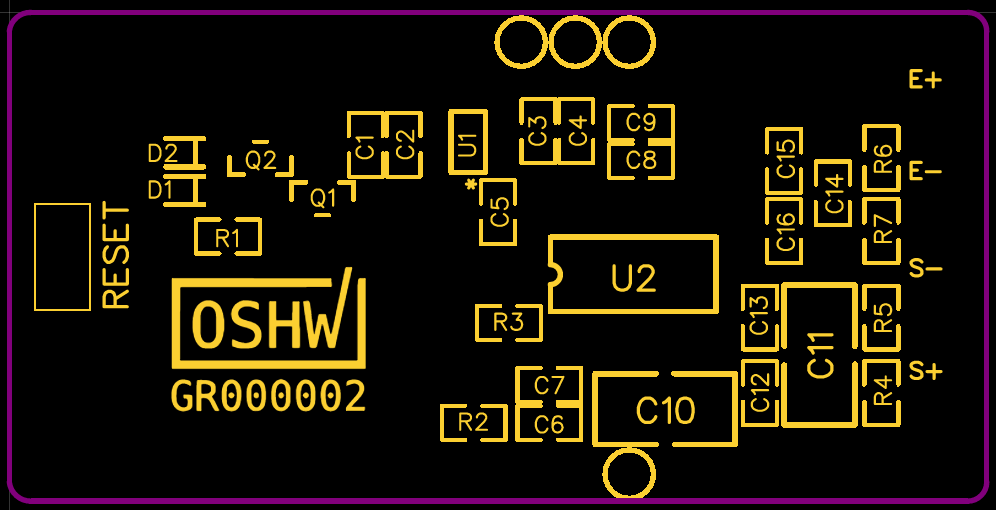 E+
C3
C4
C9
C1
C2
U1
C8
D2
Q2
C15
R6
E-
D1
Q1
*
C5
C14
R1
C16
R7
RESET
U2
S-
OSHW
R3
C13
C11
R5
GR000002
C7
C12
R4
S+
R2
C6
C10